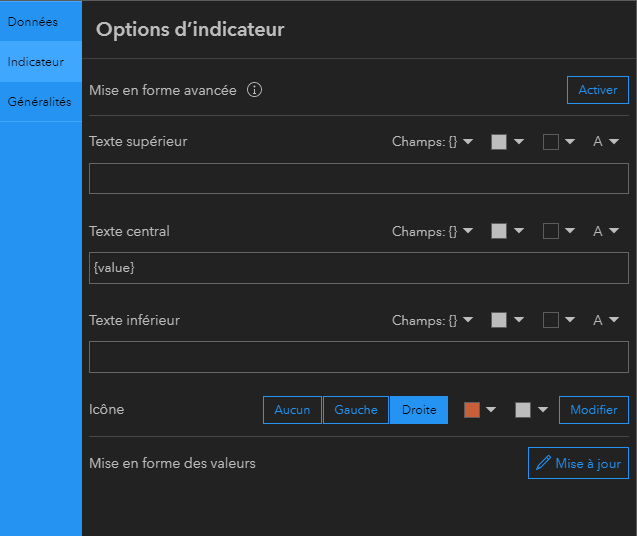 Données
Indicateur
Généralités
Options d’indicateur
Mise en forme avancée
Activer
Texte supérieur Champs: {} A
Texte central Champs: {} A
{value}
Texte inférieur Champs: {} A
Icône Aucun Gauche Droite Modifier
Mise en forme des valeurs Mise à jour